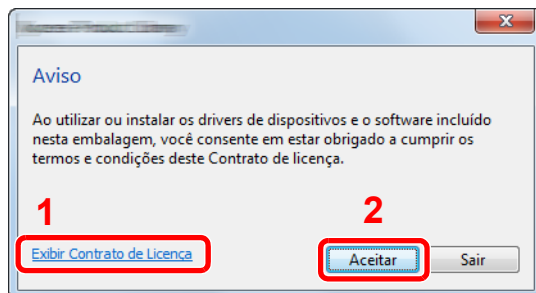 Aviso
Ao utilizar ou instalar os drivers de dispositivos e o software incluído
nesta embalagem, você consente em estar obrigado a cumprir os
termos e condições deste Contrato de licença.
1
2
Exibir Contrato de Licença
Aceitar
Sair